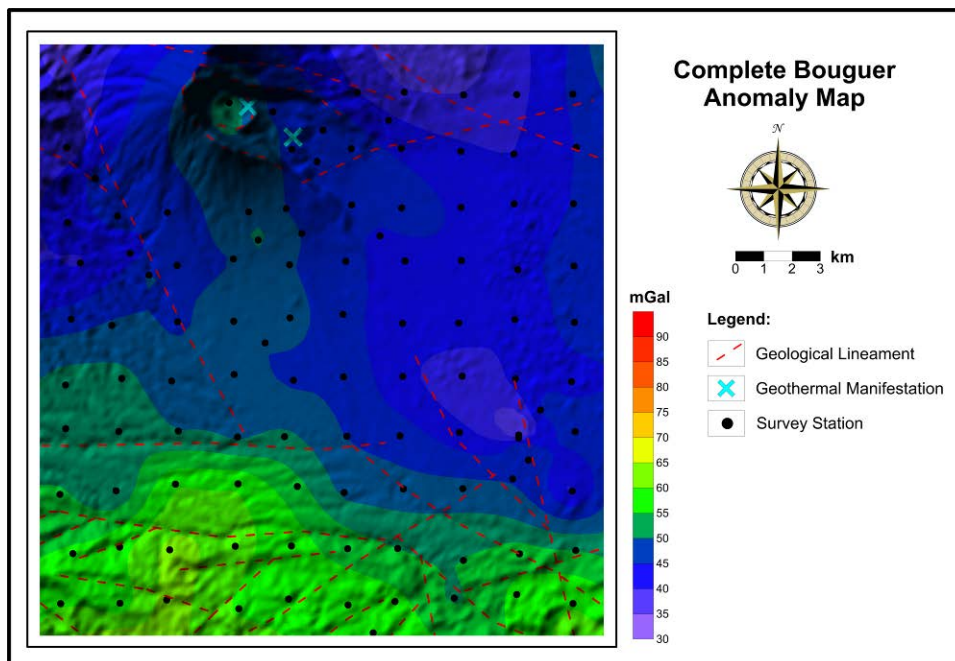 Complete Bouguer
Anomaly Map
N
0 1 2 3 km
mGal
90
85
80
75
70
65
60
55
50
45
40
35
30
Legend:
Geological Lineament
Geothermal Manifestation
Survey Station